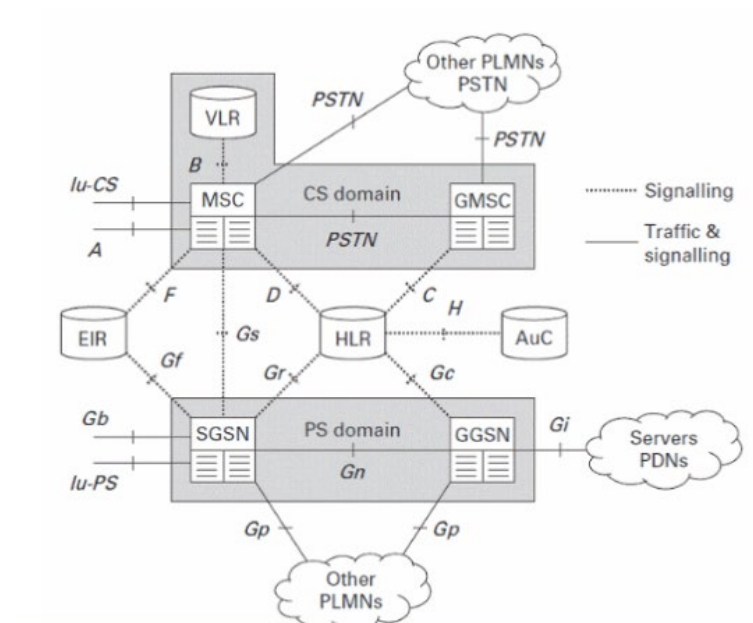 Other PLMNs
PSTN
PSTN
VLR
PSTN
B
Iu-CS
MSC
CS domain
GMSC
Signalling
PSTN
A
Traffic &
signalling
F
D
C
H
EIR
Gs
HLR
AuC
Gf
Gr
Gc
Gb
SGSN
PS domain
GGSN
Gi
Servers
PDNs
Iu-PS
Gn
Gp
Gp
Other
PLMNs